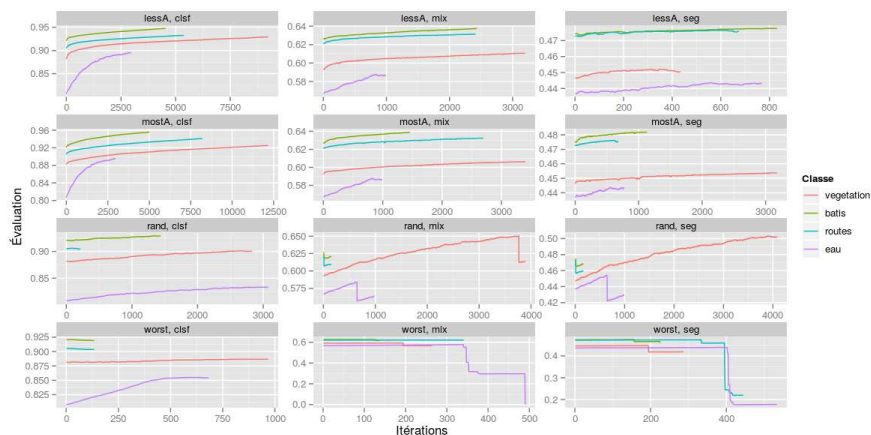 lessA, clsf
lessA, mix
lessA, seg
0.95
0.90
0.85
0.64
0.62
0.60
0.58
0.47
0.46
0.45
0.44
0 2500 5000 7500
0 1000 2000 3000
0 200 400 600 800
mostA, clsf
mostA, mix
mostA, seg
0.96
0.92
0.88
0.84
0.80
0.64
0.62
0.60
0.58
0.48
0.47
0.46
0.45
0.44
0 2500 5000 7500 10000 12500
0 1000 2000 3000
0 1000 2000 3000
rand, clsf
rand, mix
rand, seg
0.90
0.85
0.650
0.625
0.600
0.575
0.50
0.48
0.46
0.44
0.42
0 1000 2000 3000
0 1000 2000 3000 4000
0 1000 2000 3000 4000
worst, clsf
worst, mix
worst, seg
0.925
0.900
0.875
0.850
0.825
0.6
0.4
0.2
0.0
0.4
0.3
0.2
0 250 500 750 1000
0 100 200 300 400 500
0 200 400
Évaluation
Itérations
Classe
vegetation
batis
routes
eau